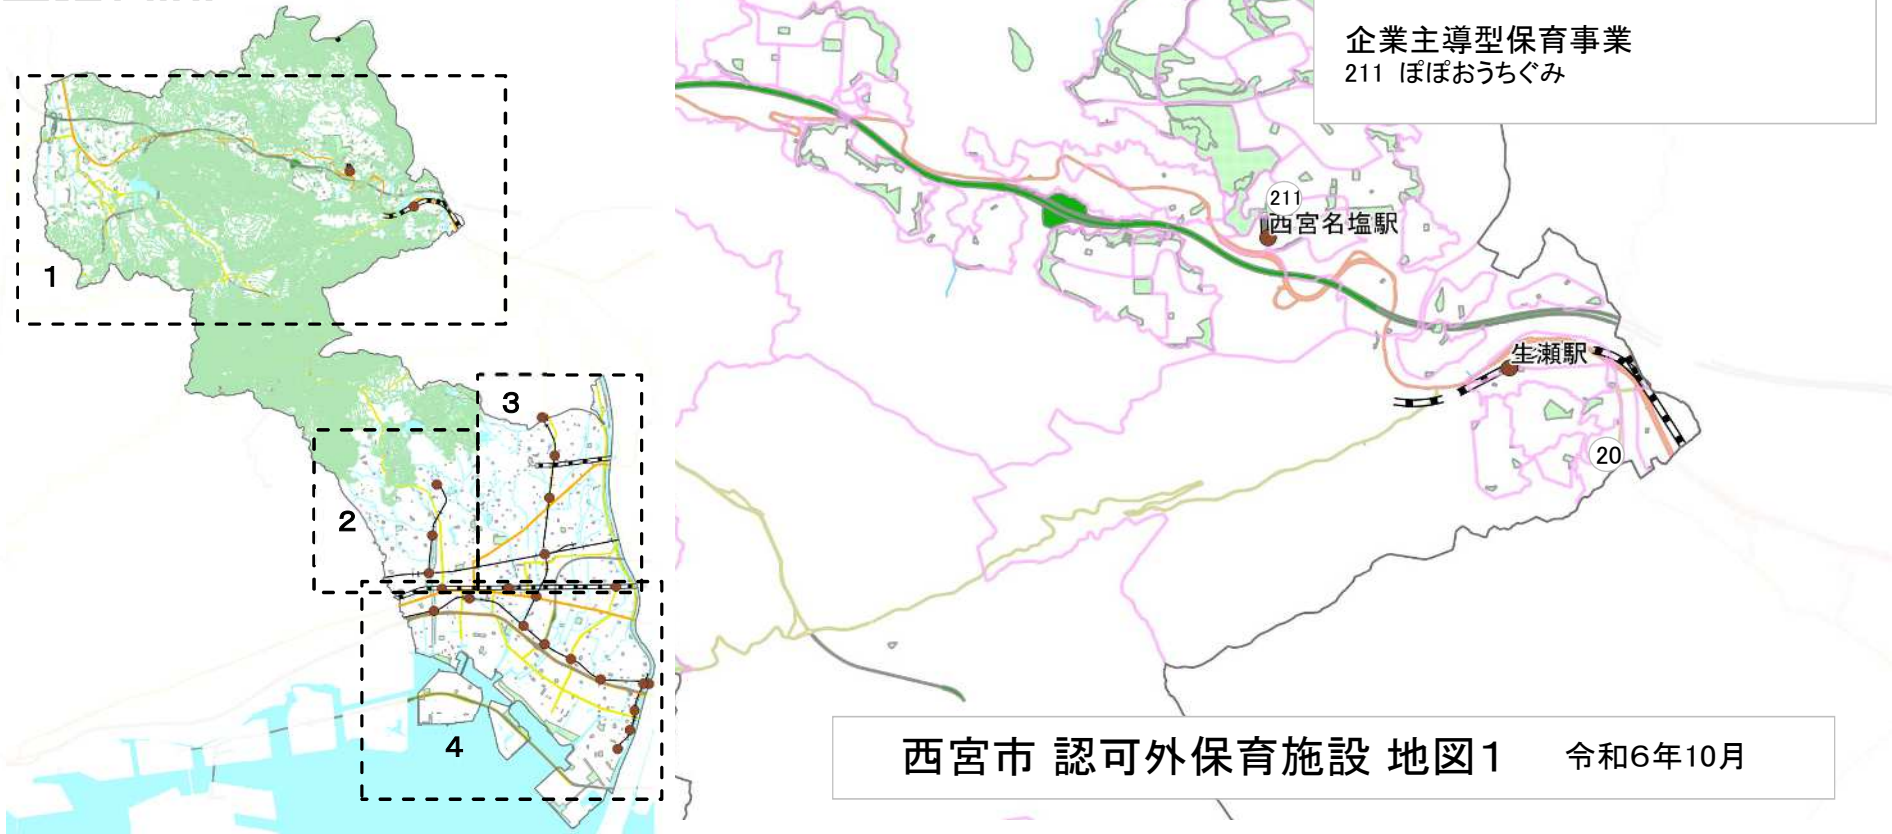 企業主導型保育事業
211 ぽぽおうちぐみ
1
2
3
4
211
西宮名塩駅
生瀬駅
20
西宮市 認可外保育施設 地図1 令和6年10月